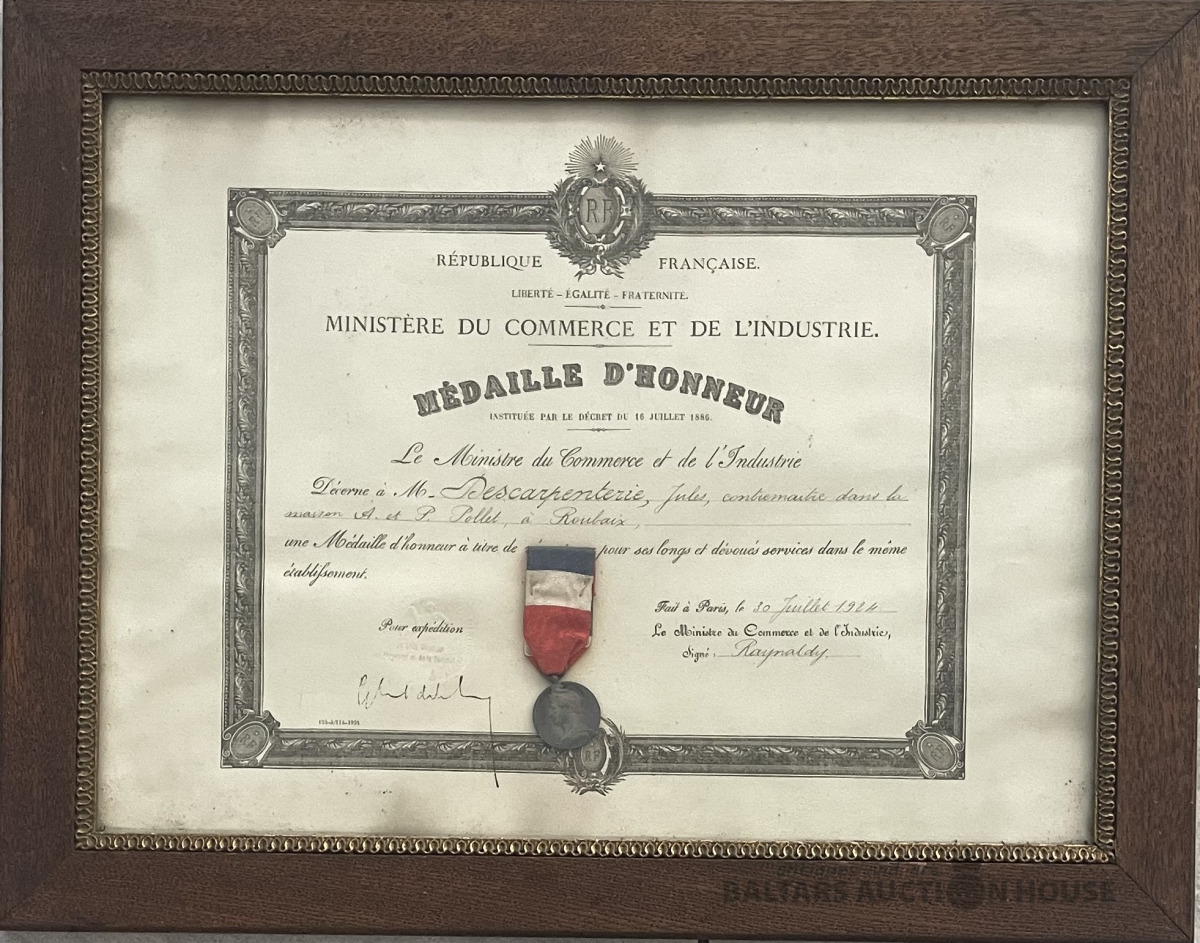 RF
RÉPUBLIQUE FRANÇAISE.
LIBERTÉ – ÉGALITÉ – FRATERNITÉ.
MINISTÈRE DU COMMERCE ET DE L'INDUSTRIE.
MÉDAILLE D'HONNEUR
INSTITUÉE PAR LE DÉCRET DU 16 JUILLET 1886.
Le Ministre du Commerce et de l'Industrie
Décerne à M. Descarpenterie, Jules, contremaître dans la
maison A. et P. Pollet, à Roubaix,
une Médaille d'honneur à titre de pour ses longs et dévoués services dans le même
établissement.
Fait à Paris, le 30 Juillet 1924
Pour expédition
Le Ministre du Commerce et de l'Industrie,
Signé: Raynaldy
RF
BALTARS AUCTION HOUSE